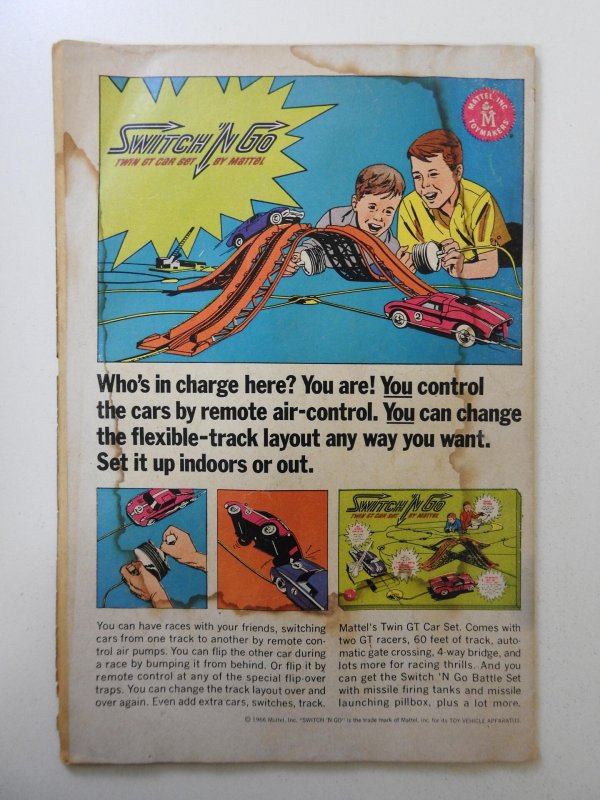 SWITCH 'N GO
TWIN GT CAR SET BY MATTEL
MATTEL, INC.
M
TOYMAKERS
2
Who's in charge here? You are! You control
the cars by remote air-control. You can change
the flexible-track layout any way you want.
Set it up indoors or out.
SWITCH 'N GO
TWIN GT CAR SET BY MATTEL
You can have races with your friends, switching
cars from one track to another by remote con-
trol air pumps. You can flip the other car during
a race by bumping it from behind. Or flip it by
remote control at any of the special flip-over
traps. You can change the track layout over and
over again. Even add extra cars, switches, track.
Mattel's Twin GT Car Set. Comes with
two GT racers, 60 feet of track, auto-
matic gate crossing, 4-way bridge, and
lots more for racing thrills. And you
can get the Switch 'N Go Battle Set
with missile firing tanks and missile
launching pillbox, plus a lot more.
© 1966 Mattel, Inc. "SWITCH 'N GO" is the trade mark of Mattel, Inc. for its TOY VEHICLE APPARATUS.